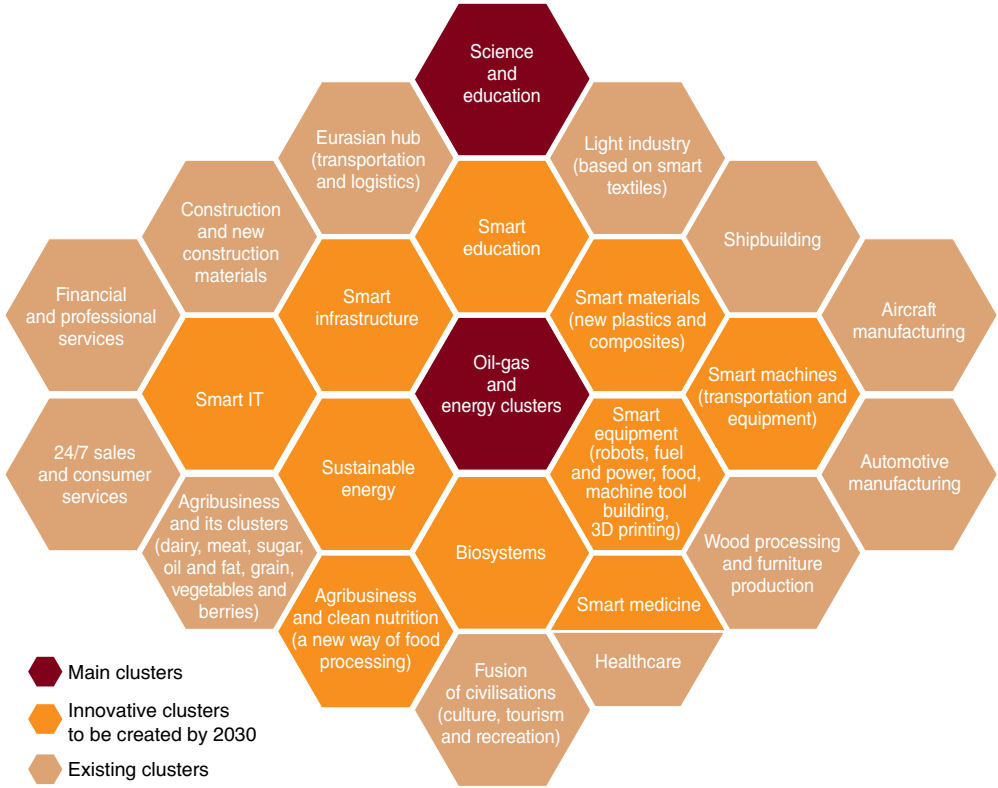 Science
and
education
Eurasian hub
(transportation
and logistics)
Light industry
(based on smart
textiles)
Construction
and new
construction
materials
Smart
education
Shipbuilding
Financial
and professional
services
Smart
infrastructure
Smart materials
(new plastics and
composites)
Aircraft
manufacturing
Smart IT
Oil-gas
and
energy clusters
Smart machines
(transportation and
equipment)
24/7 sales
and consumer
services
Sustainable
energy
Smart
equipment
(robots, fuel
and power, food,
machine tool
building,
3D printing)
Automotive
manufacturing
Agribusiness
and its clusters
(dairy, meat, sugar,
oil and fat, grain,
vegetables and
berries)
Biosystems
Wood processing
and furniture
production
Agribusiness
and clean nutrition
(a new way of food
processing)
Smart medicine
Healthcare
Fusion
of civilisations
(culture, tourism
and recreation)
Main clusters
Innovative clusters
to be created by 2030
Existing clusters